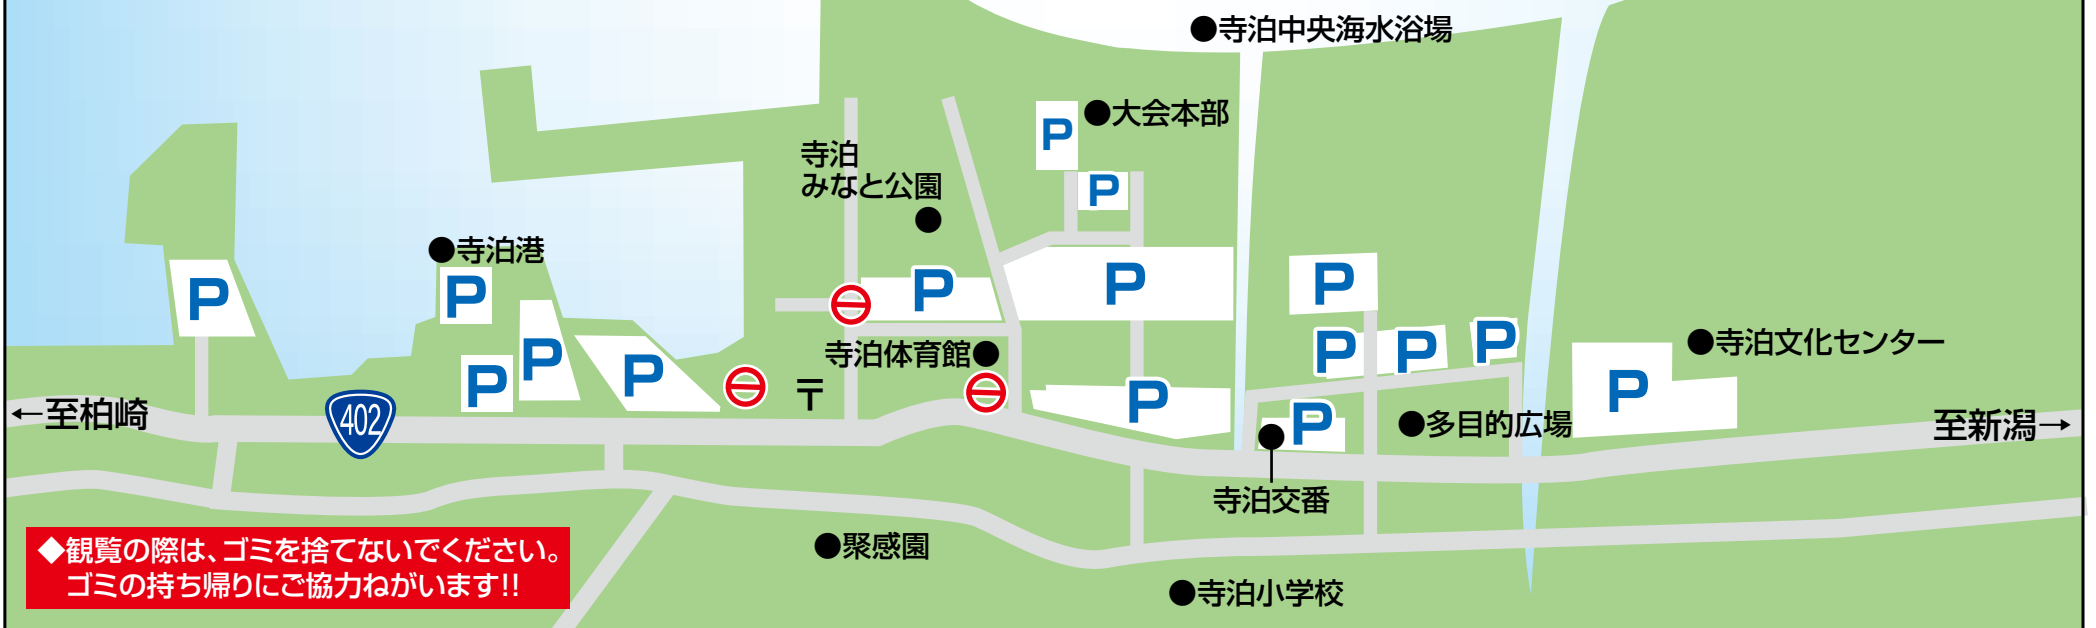 ●寺泊中央海水浴場
P
●大会本部
寺泊
みなと公園
P
●寺泊港
P
P
P
P
P
P
P
P
寺泊体育館●
P
P
P
●寺泊文化センター
P
P
P
←至柏崎
402
〒
P
●多目的広場
至新潟→
寺泊交番
◆観覧の際は、ゴミを捨てないでください。
ゴミの持ち帰りにご協力ねがいます!!
●聚感園
●寺泊小学校